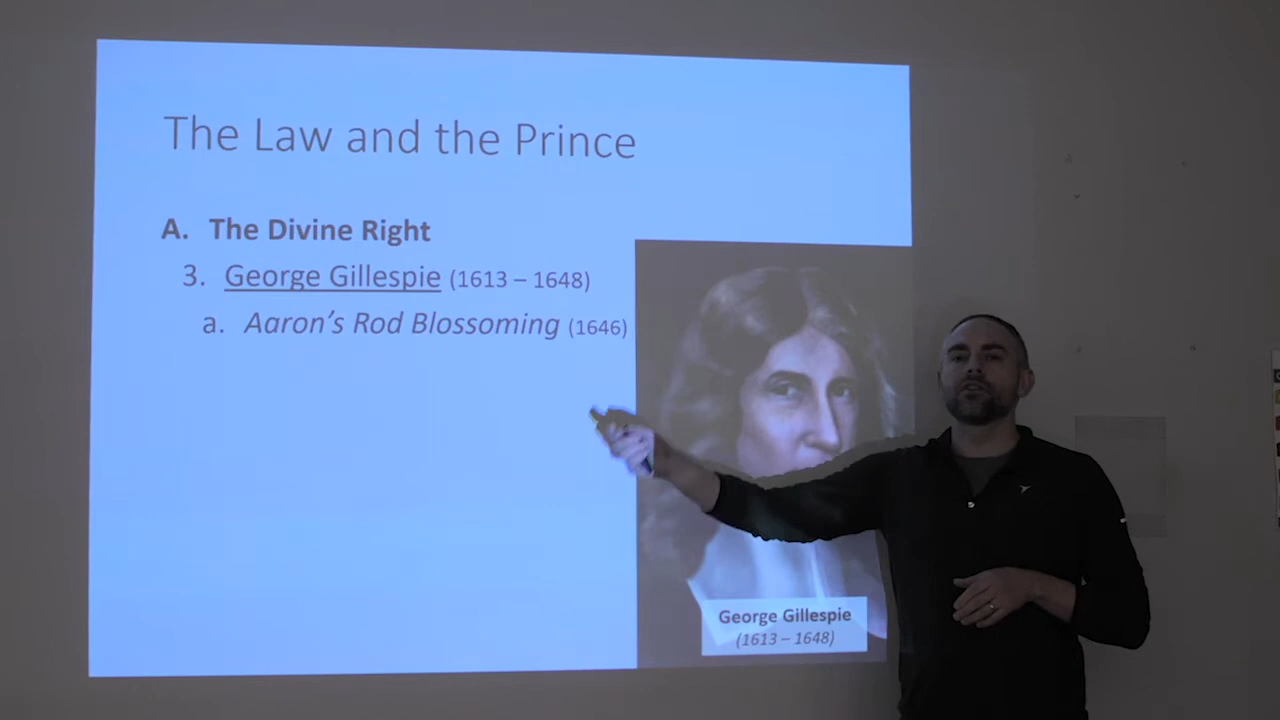 The Law and the Prince
A. The Divine Right
3. George Gillespie (1613 – 1648)
a. Aaron's Rod Blossoming (1646)
George Gillespie
(1613 – 1648)